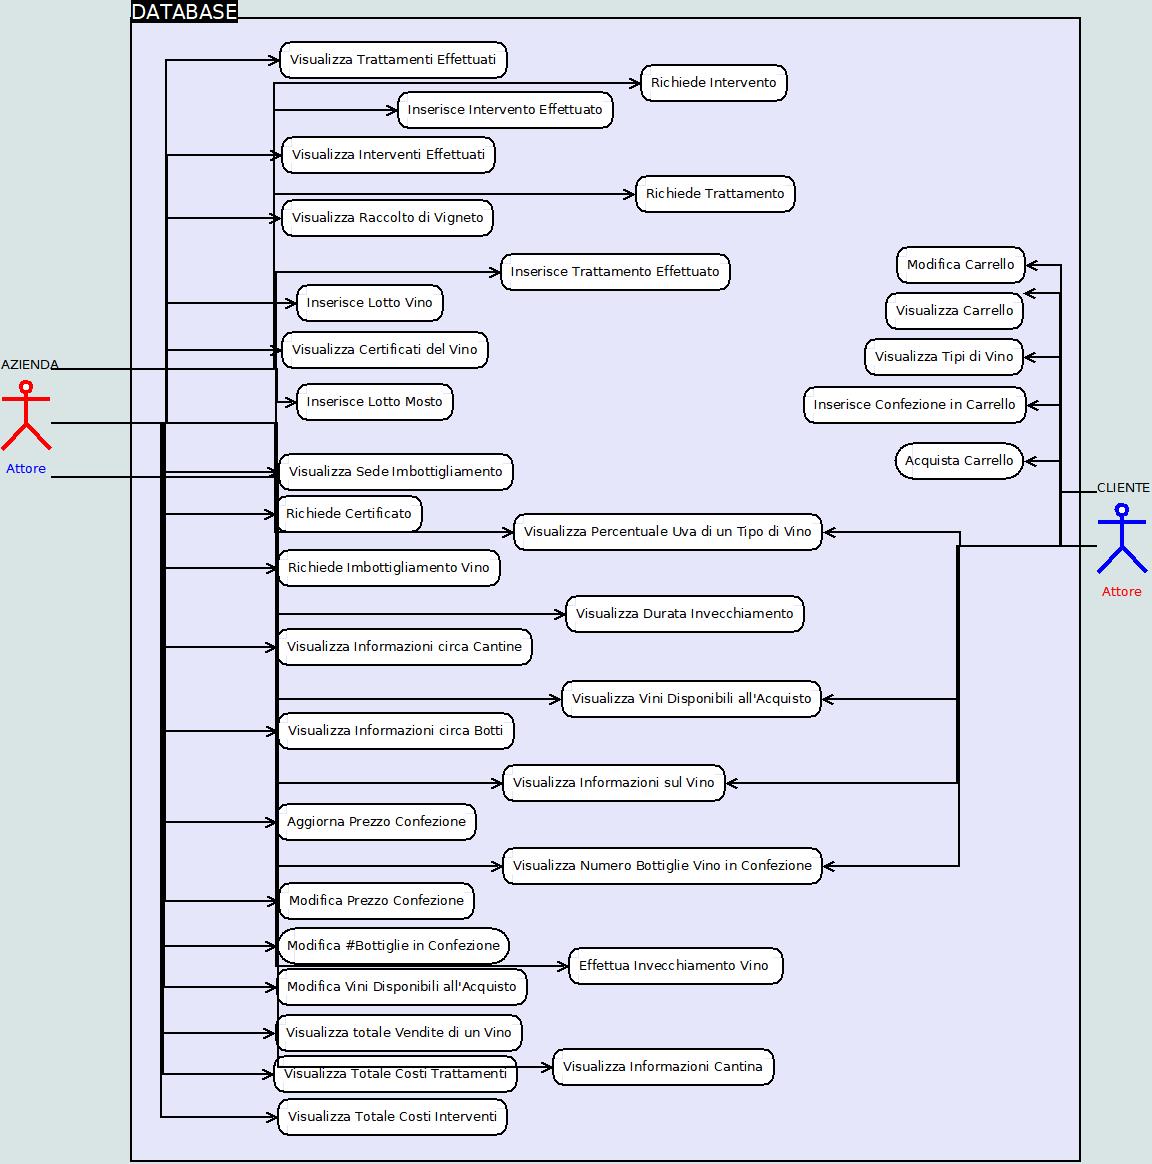 DATABASE
Visualizza Trattamenti Effettuati
Richiede Intervento
Inserisce Intervento Effettuato
Visualizza Interventi Effettuati
Richiede Trattamento
Visualizza Raccolto di Vigneto
Modifica Carrello
Inserisce Trattamento Effettuato
Inserisce Lotto Vino
Visualizza Carrello
Visualizza Certificati del Vino
Visualizza Tipi di Vino
AZIENDA
Inserisce Lotto Mosto
Inserisce Confezione in Carrello
Attore
Visualizza Sede Imbottigliamento
Acquista Carrello
CLIENTE
Richiede Certificato
Visualizza Percentuale Uva di un Tipo di Vino
Richiede Imbottigliamento Vino
Attore
Visualizza Durata Invecchiamento
Visualizza Informazioni circa Cantine
Visualizza Vini Disponibili all'Acquisto
Visualizza Informazioni circa Botti
Visualizza Informazioni sul Vino
Aggiorna Prezzo Confezione
Visualizza Numero Bottiglie Vino in Confezione
Modifica Prezzo Confezione
Modifica #Bottiglie in Confezione
Effettua Invecchiamento Vino
Modifica Vini Disponibili all'Acquisto
Visualizza totale Vendite di un Vino
Visualizza Informazioni Cantina
Visualizza Totale Costi Trattamenti
Visualizza Totale Costi Interventi